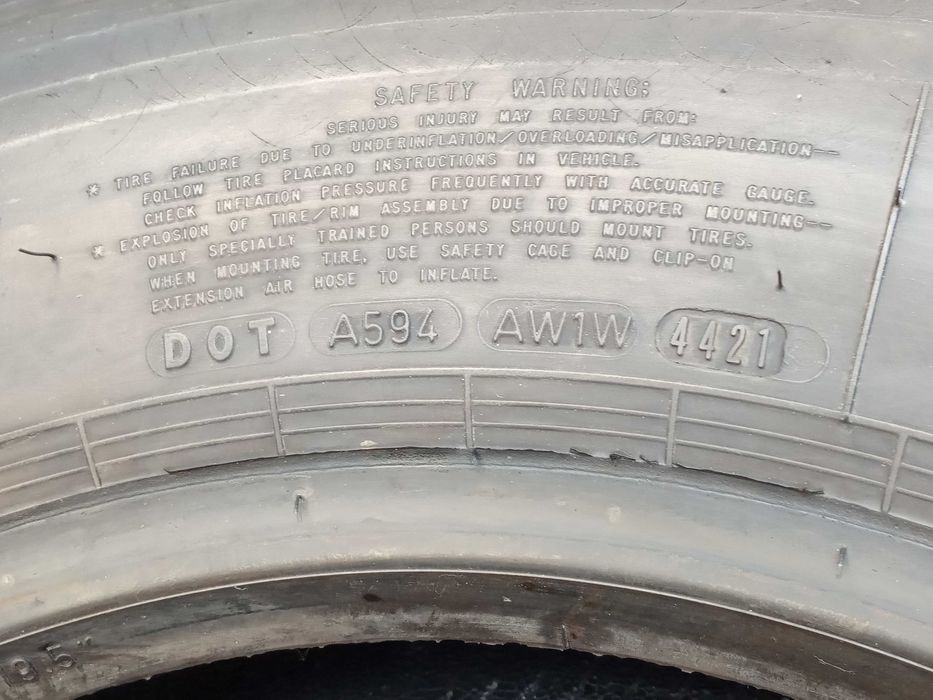 SAFETY WARNING:
SERIOUS INJURY MAY RESULT FROM:
* TIRE FAILURE DUE TO UNDERINFLATION/OVERLOADING/MISAPPLICATION--
FOLLOW TIRE PLACARD INSTRUCTIONS IN VEHICLE.
CHECK INFLATION PRESSURE FREQUENTLY WITH ACCURATE GAUGE.
* EXPLOSION OF TIRE/RIM ASSEMBLY DUE TO IMPROPER MOUNTING--
ONLY SPECIALLY TRAINED PERSONS SHOULD MOUNT TIRES.
WHEN MOUNTING TIRE, USE SAFETY CAGE AND CLIP-ON
EXTENSION AIR HOSE TO INFLATE.
DOT A594 AW1W 4421